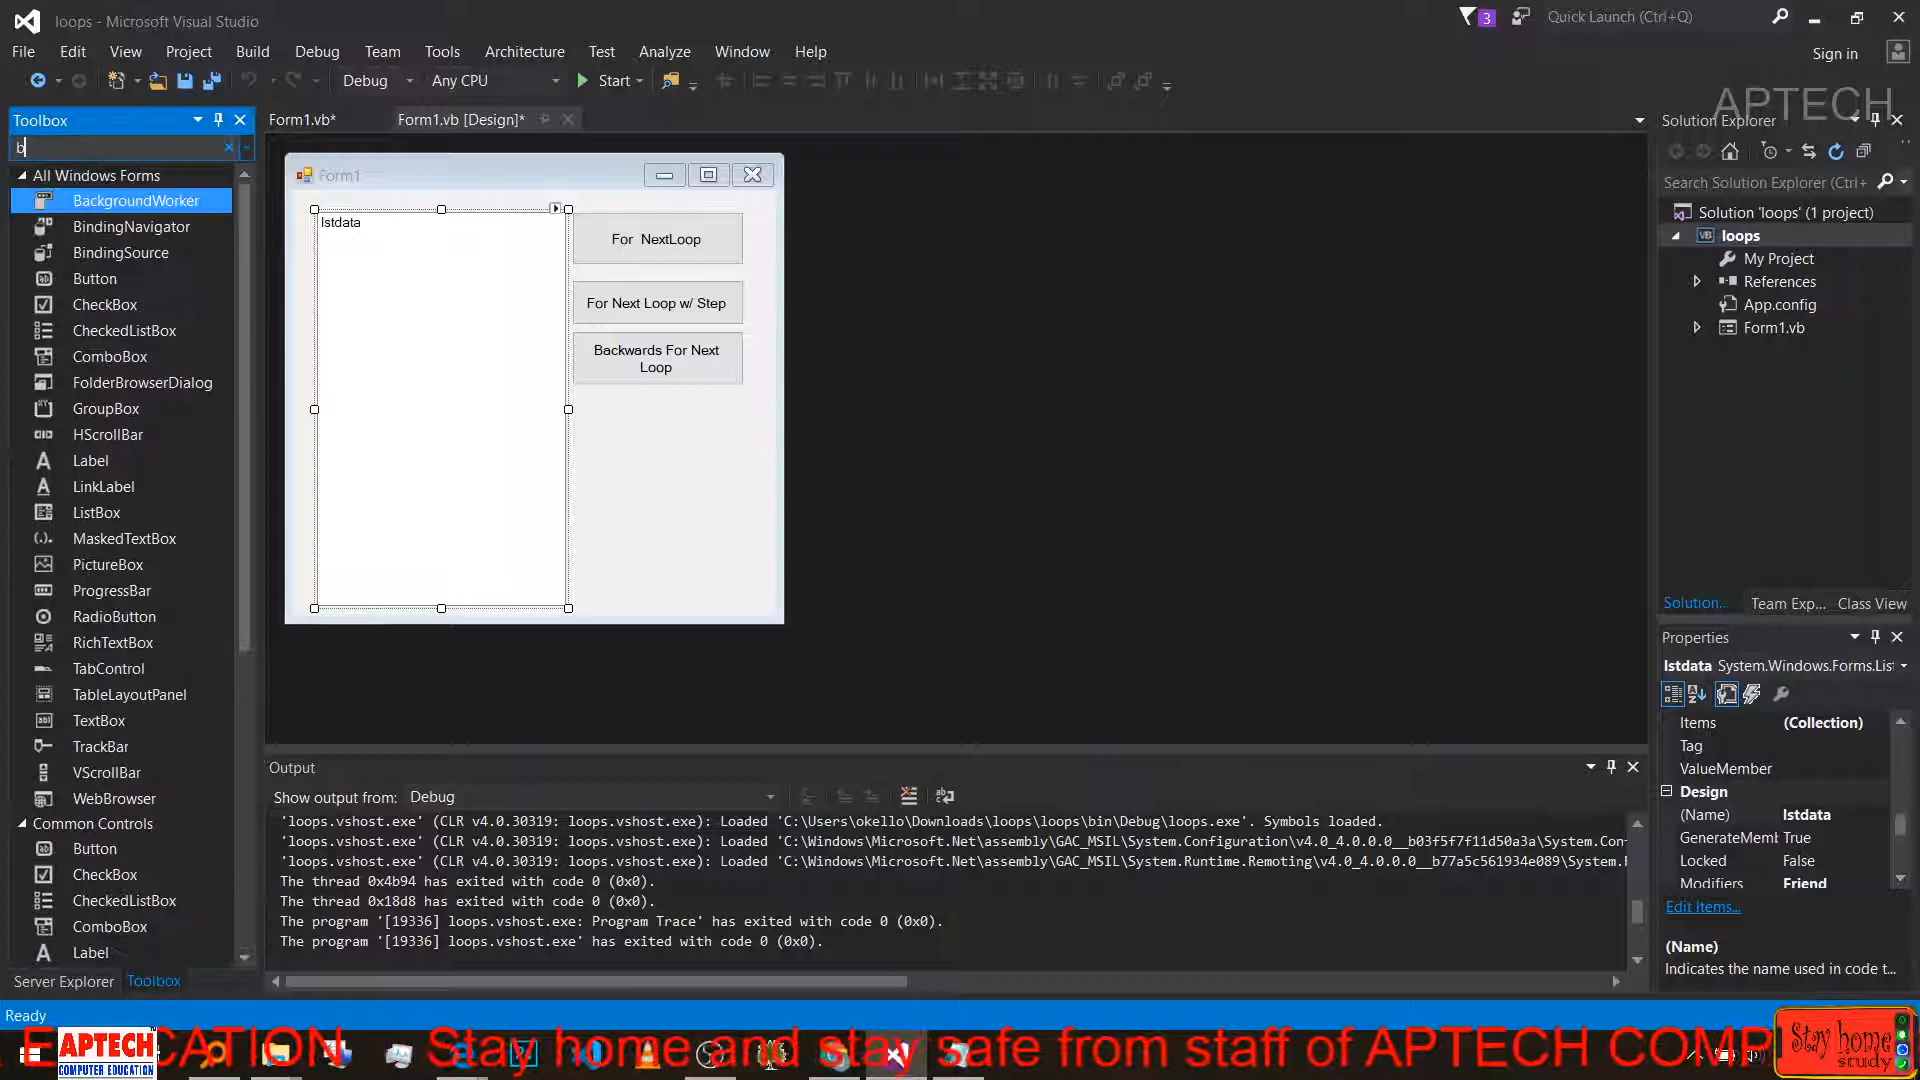 loops - Microsoft Visual Studio
3
Quick Launch (Ctrl+Q)
File Edit View Project Build Debug Team Tools Architecture Test Analyze Window Help
Sign in
Debug Any CPU Start
APTECH
Toolbox
Form1.vb* Form1.vb [Design]*
Solution Explorer
b
All Windows Forms
BackgroundWorker
BindingNavigator
BindingSource
Button
CheckBox
CheckedListBox
ComboBox
FolderBrowserDialog
GroupBox
HScrollBar
Label
LinkLabel
ListBox
MaskedTextBox
PictureBox
ProgressBar
RadioButton
RichTextBox
TabControl
TableLayoutPanel
TextBox
TrackBar
VScrollBar
WebBrowser
Common Controls
Button
CheckBox
CheckedListBox
ComboBox
Label
Server Explorer Toolbox
Form1
lstdata
For NextLoop
For Next Loop w/ Step
Backwards For Next
Loop
Search Solution Explorer (Ctrl+
Solution 'loops' (1 project)
VB loops
My Project
References
App.config
Form1.vb
Solution... Team Exp... Class View
Properties
lstdata System.Windows.Forms.List
Items (Collection)
Tag
ValueMember
Design
(Name) lstdata
GenerateMemb True
Locked False
Modifiers Friend
Edit Items...
(Name)
Indicates the name used in code t...
Output
Show output from: Debug
'loops.vshost.exe' (CLR v4.0.30319: loops.vshost.exe): Loaded 'C:\Users\okello\Downloads\loops\loops\bin\Debug\loops.exe'. Symbols loaded.
'loops.vshost.exe' (CLR v4.0.30319: loops.vshost.exe): Loaded 'C:\Windows\Microsoft.Net\assembly\GAC_MSIL\System.Configuration\v4.0_4.0.0.0__b03f5f7f11d50a3a\System.Con
'loops.vshost.exe' (CLR v4.0.30319: loops.vshost.exe): Loaded 'C:\Windows\Microsoft.Net\assembly\GAC_MSIL\System.Runtime.Remoting\v4.0_4.0.0.0__b77a5c561934e089\System.R
The thread 0x4b94 has exited with code 0 (0x0).
The thread 0x18d8 has exited with code 0 (0x0).
The program '[19336] loops.vshost.exe: Program Trace' has exited with code 0 (0x0).
The program '[19336] loops.vshost.exe' has exited with code 0 (0x0).
Ready
CATION Stay home and stay safe from staff of APTECH COMP
APTECH
COMPUTER EDUCATION
Stay home
study